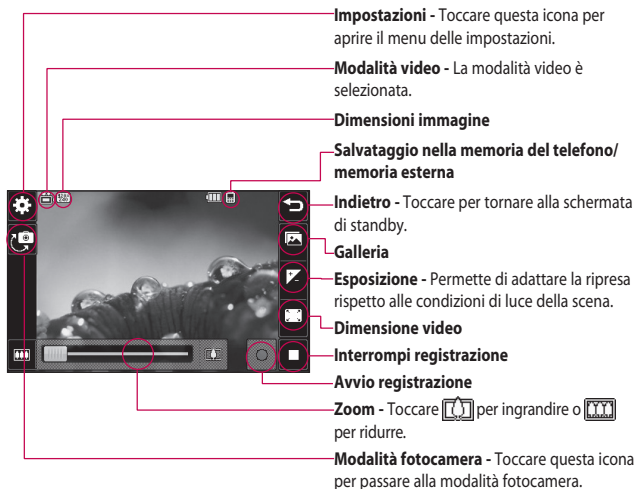 Impostazioni - Toccare questa icona per
aprire il menu delle impostazioni.
Modalità video - La modalità video è
selezionata.
Dimensioni immagine
Salvataggio nella memoria del telefono/
memoria esterna
Indietro - Toccare per tornare alla schermata
di standby.
Galleria
Esposizione - Permette di adattare la ripresa
rispetto alle condizioni di luce della scena.
Dimensione video
Interrompi registrazione
Avvio registrazione
Zoom - Toccare per ingrandire o
per ridurre.
Modalità fotocamera - Toccare questa icona
per passare alla modalità fotocamera.